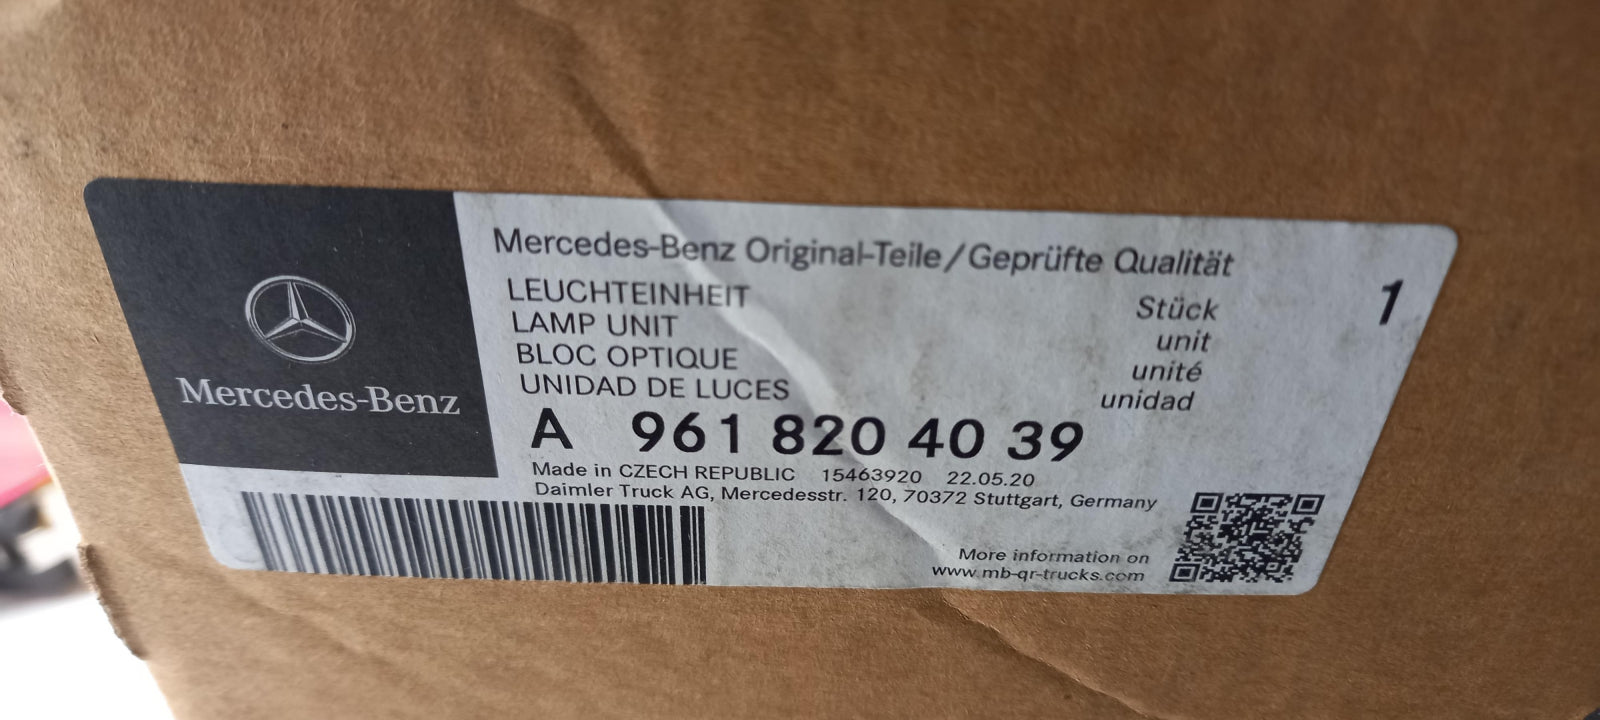 Mercedes-Benz
Mercedes-Benz Original-Teile/Geprüfte Qualität
LEUCHTEINHEIT Stück 1
LAMP UNIT unit
BLOC OPTIQUE unité
UNIDAD DE LUCES unidad
A 961 820 40 39
Made in CZECH REPUBLIC 15463920 22.05.20
Daimler Truck AG, Mercedesstr. 120, 70372 Stuttgart, Germany
More information on
www.mb-qr-trucks.com